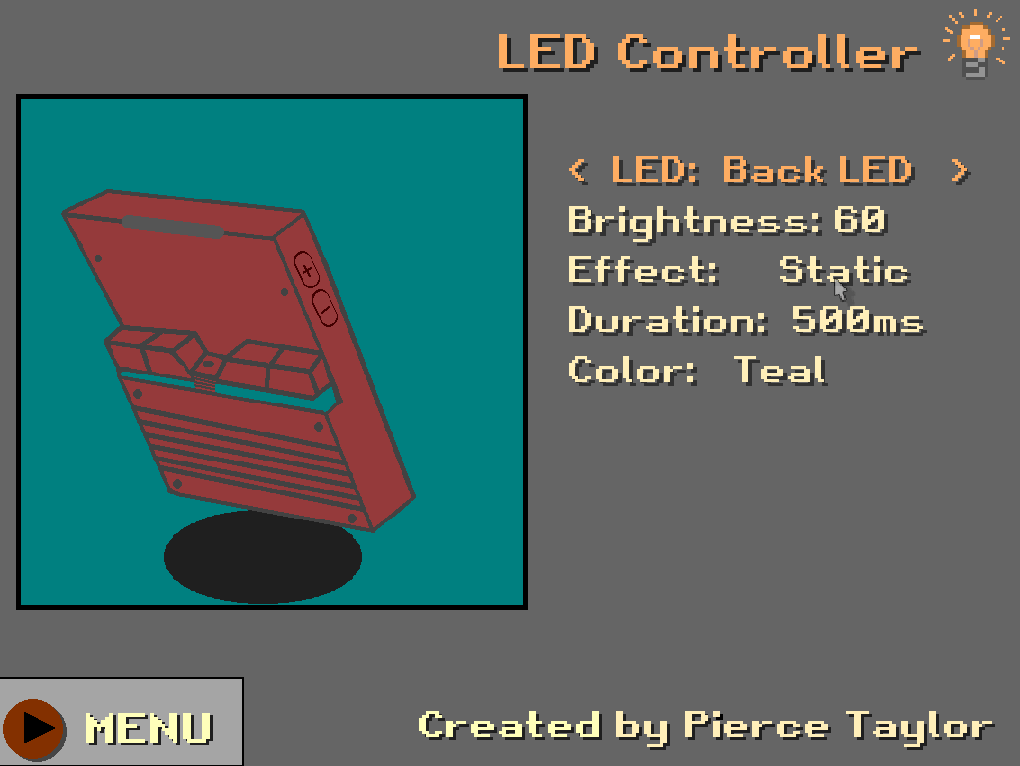 LED Controller
< LED: Back LED >
Brightness: 60
Effect: Static
Duration: 500ms
Color: Teal
MENU
Created by Pierce Taylor